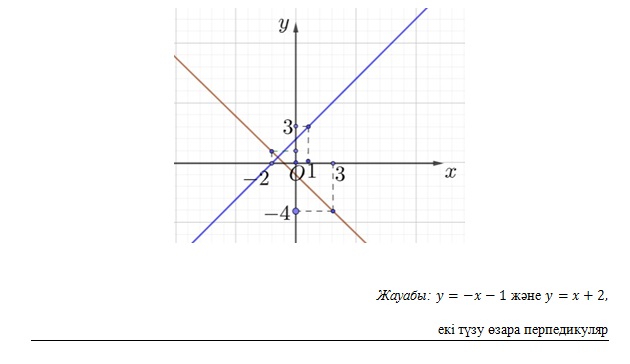 y
3
−2 O 1 3 x
−4
Жауабы: y = −x − 1 және y = x + 2,
екі түзу өзара перпедикуляр